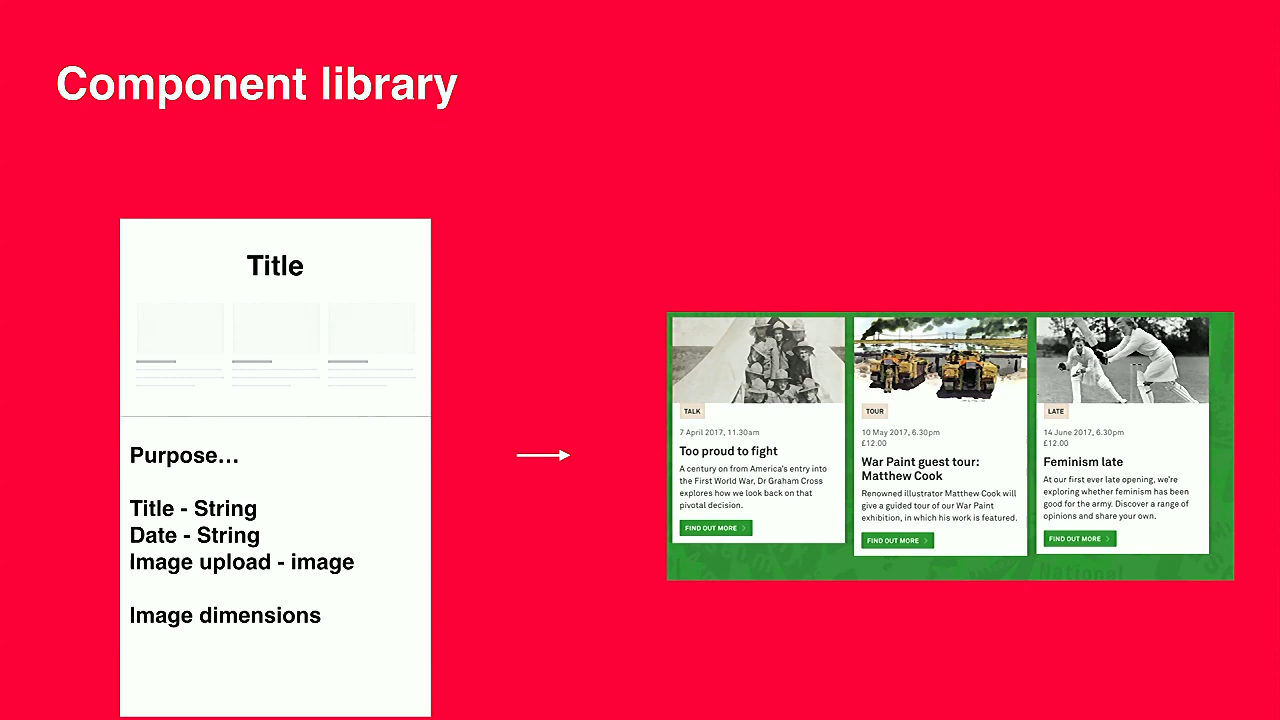 Component library
Title
Purpose...
Title - String
Date - String
Image upload - image
Image dimensions
TALK
7 April 2017, 11.30am
Too proud to fight
A century on from America's entry into
the First World War, Dr Graham Cross
explores how we look back on that
pivotal decision.
FIND OUT MORE
TOUR
10 May 2017, 6.30pm
£12.00
War Paint guest tour:
Matthew Cook
Renowned illustrator Matthew Cook will
give a guided tour of our War Paint
exhibition, in which his work is featured.
FIND OUT MORE
LATE
14 June 2017, 6.30pm
£12.00
Feminism late
At our first ever late opening, we're
exploring whether feminism has been
good for the army. Discover a range of
opinions and share your own.
FIND OUT MORE
National